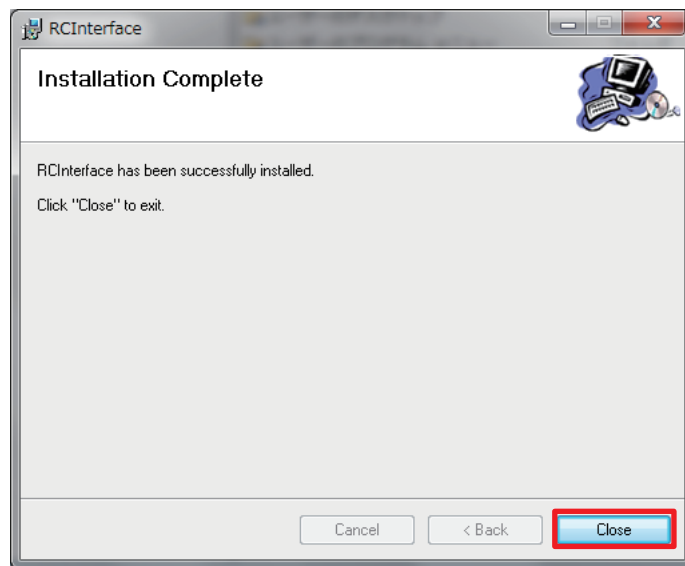 RCInterface
Installation Complete
RCInterface has been successfully installed.
Click "Close" to exit.
Cancel
< Back
Close